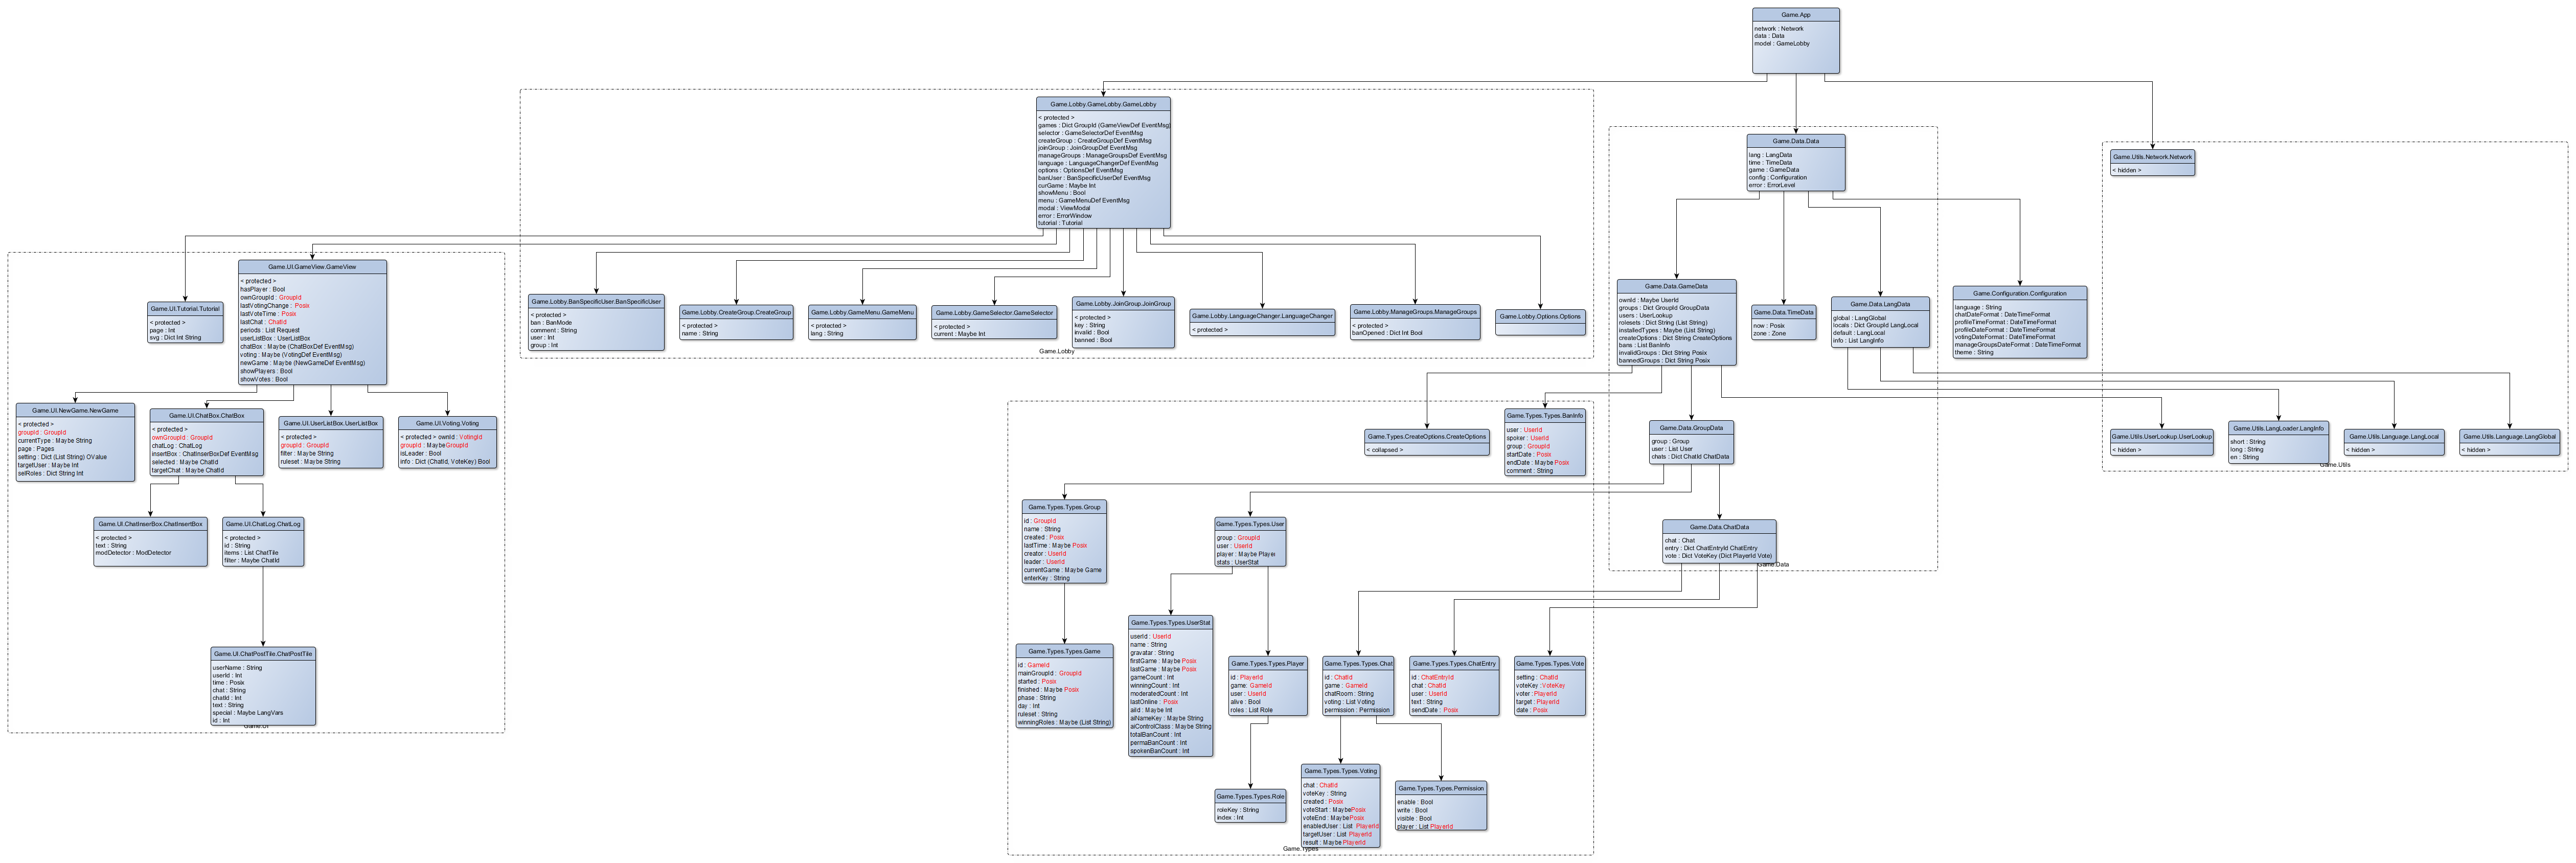 Game.App
network : Network
data : Data
model : GameLobby
Game.Lobby.GameLobby.GameLobby
< protected >
games : Dict GroupId (GameViewDef EventMsg)
selector : GameSelectorDef EventMsg
createGroup : CreateGroupDef EventMsg
joinGroup : JoinGroupDef EventMsg
manageGroups : ManageGroupsDef EventMsg
language : LanguageChangerDef EventMsg
options : OptionsDef EventMsg
banUser : BanSpecificUserDef EventMsg
curGame : Maybe Int
showMenu : Bool
menu : GameMenuDef EventMsg
modal : ViewModal
error : ErrorWindow
tutorial : Tutorial
Game.Data.Data
lang : LangData
time : TimeData
game : GameData
config : Configuration
error : ErrorLevel
Game.Utils.Network.Network
< hidden >
Game.UI.Tutorial.Tutorial
< protected >
page : Int
svg : Dict Int String
Game.UI.GameView.GameView
< protected >
hasPlayer : Bool
ownGroupId : GroupId
lastVotingChange : Posix
lastVoteTime : Posix
lastChat : ChatId
periods : List Request
userListBox : UserListBox
chatBox : Maybe (ChatBoxDef EventMsg)
voting : Maybe (VotingDef EventMsg)
newGame : Maybe (NewGameDef EventMsg)
showPlayers : Bool
showVotes : Bool
Game.Lobby.BanSpecificUser.BanSpecificUser
< protected >
ban : BanMode
comment : String
user : Int
group : Int
Game.Lobby.CreateGroup.CreateGroup
< protected >
name : String
Game.Lobby.GameMenu.GameMenu
< protected >
lang : String
Game.Lobby.GameSelector.GameSelector
< protected >
current : Maybe Int
Game.Lobby.JoinGroup.JoinGroup
< protected >
key : String
invalid : Bool
banned : Bool
Game.Lobby.LanguageChanger.LanguageChanger
< protected >
Game.Lobby.ManageGroups.ManageGroups
< protected >
banOpened : Dict Int Bool
Game.Lobby.Options.Options
Game.Lobby
Game.Data.GameData
ownId : Maybe UserId
groups : Dict GroupId GroupData
users : UserLookup
rolesets : Dict String (List String)
installedTypes : Maybe (List String)
createOptions : Dict String CreateOptions
bans : List BanInfo
invalidGroups : Dict String Posix
bannedGroups : Dict String Posix
Game.Data.TimeData
now : Posix
zone : Zone
Game.Data.LangData
global : LangGlobal
locals : Dict GroupId LangLocal
default : LangLocal
info : List LangInfo
Game.Configuration.Configuration
language : String
chatDateFormat : DateTimeFormat
profileTimeFormat : DateTimeFormat
profileDateFormat : DateTimeFormat
votingDateFormat : DateTimeFormat
manageGroupsDateFormat : DateTimeFormat
theme : String
Game.UI.NewGame.NewGame
< protected >
groupId : GroupId
currentType : Maybe String
page : Pages
setting : Dict (List String) OValue
targetUser : Maybe Int
selRoles : Dict String Int
Game.UI.ChatBox.ChatBox
< protected >
ownGroupId : GroupId
chatLog : ChatLog
insertBox : ChatInserBoxDef EventMsg
selected : Maybe ChatId
targetChat : Maybe ChatId
Game.UI.UserListBox.UserListBox
< protected >
groupId : GroupId
filter : Maybe String
ruleset : Maybe String
Game.UI.Voting.Voting
< protected > ownId : VotingId
groupId : MaybeGroupId
isLeader : Bool
info : Dict (ChatId, VoteKey) Bool
Game.Types.CreateOptions.CreateOptions
< collapsed >
Game.Types.Types.BanInfo
user : UserId
spoker : UserId
group : GroupId
startDate : Posix
endDate : Maybe Posix
comment : String
Game.Data.GroupData
group : Group
user : List User
chats : Dict ChatId ChatData
Game.Utils.UserLookup.UserLookup
< hidden >
Game.Utils.LangLoader.LangInfo
short : String
long : String
en : String
Game.Utils.Language.LangLocal
< hidden >
Game.Utils.Language.LangGlobal
< hidden >
Game.Utils
Game.UI.ChatInserBox.ChatInsertBox
< protected >
text : String
modDetector : ModDetector
Game.UI.ChatLog.ChatLog
< protected >
id : String
items : List ChatTile
filter : Maybe ChatId
Game.Types.Types.Group
id : GroupId
name : String
created : Posix
lastTime : Maybe Posix
creator : UserId
leader : UserId
currentGame : Maybe Game
enterKey : String
Game.Types.Types.User
group : GroupId
user : UserId
player : Maybe Player
stats : UserStat
Game.Data.ChatData
chat : Chat
entry : Dict ChatEntryId ChatEntry
vote : Dict VoteKey (Dict PlayerId Vote)
Game.Data
Game.UI.ChatPostTile.ChatPostTile
userName : String
userId : Int
time : Posix
chat : String
chatId : Int
text : String
special : Maybe LangVars
id : Int
Game.UI
Game.Types.Types.Game
id : GameId
mainGroupId : GroupId
started : Posix
finished : Maybe Posix
phase : String
day : Int
ruleset : String
winningRoles : Maybe (List String)
Game.Types.Types.UserStat
userId : UserId
name : String
gravatar : String
firstGame : Maybe Posix
lastGame : Maybe Posix
gameCount : Int
winningCount : Int
moderatedCount : Int
lastOnline : Posix
aiId : Maybe Int
aiNameKey : Maybe String
aiControlClass : Maybe String
totalBanCount : Int
permaBanCount : Int
spokenBanCount : Int
Game.Types.Types.Player
id : PlayerId
game: GameId
user : UserId
alive : Bool
roles : List Role
Game.Types.Types.Chat
id : ChatId
game : GameId
chatRoom : String
voting : List Voting
permission : Permission
Game.Types.Types.ChatEntry
id : ChatEntryId
chat : ChatId
user : UserId
text : String
sendDate : Posix
Game.Types.Types.Vote
setting : ChatId
voteKey :VoteKey
voter : PlayerId
target : PlayerId
date : Posix
Game.Types.Types.Role
roleKey : String
index : Int
Game.Types.Types.Voting
chat : ChatId
voteKey : String
created : Posix
voteStart : MaybePosix
voteEnd : MaybePosix
enabledUser : List PlayerId
targetUser : List PlayerId
result : Maybe PlayerId
Game.Types.Types.Permission
enable : Bool
write : Bool
visible : Bool
player : List PlayerId
Game.Types